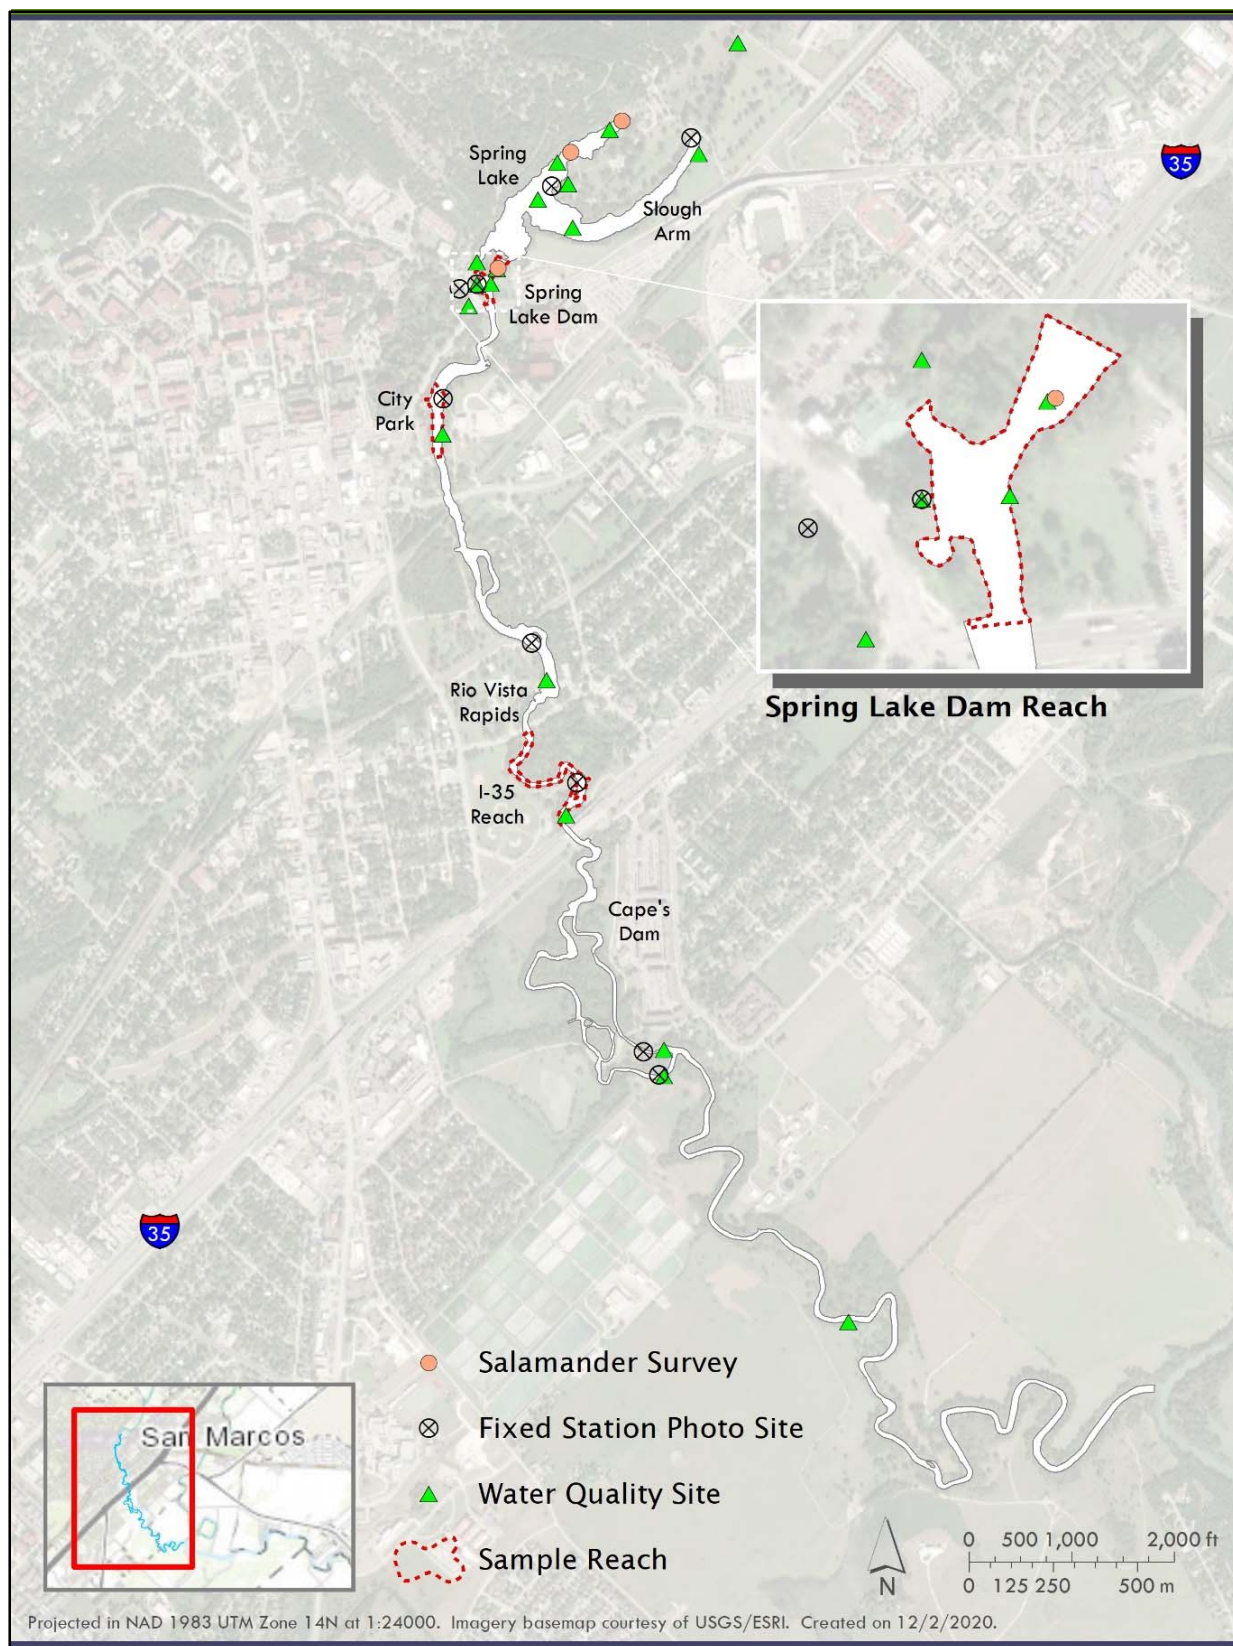 35
Spring
Lake
Slough
Arm
Spring
Lake Dam
City
Park
Spring Lake Dam Reach
Rio Vista
Rapids
I-35
Reach
Cape's
Dam
35
Salamander Survey
Fixed Station Photo Site
Water Quality Site
Sample Reach
San Marcos
N
0 500 1,000 2,000 ft
0 125 250 500 m
Projected in NAD 1983 UTM Zone 14N at 1:24000. Imagery basemap courtesy of USGS/ESRI. Created on 12/2/2020.